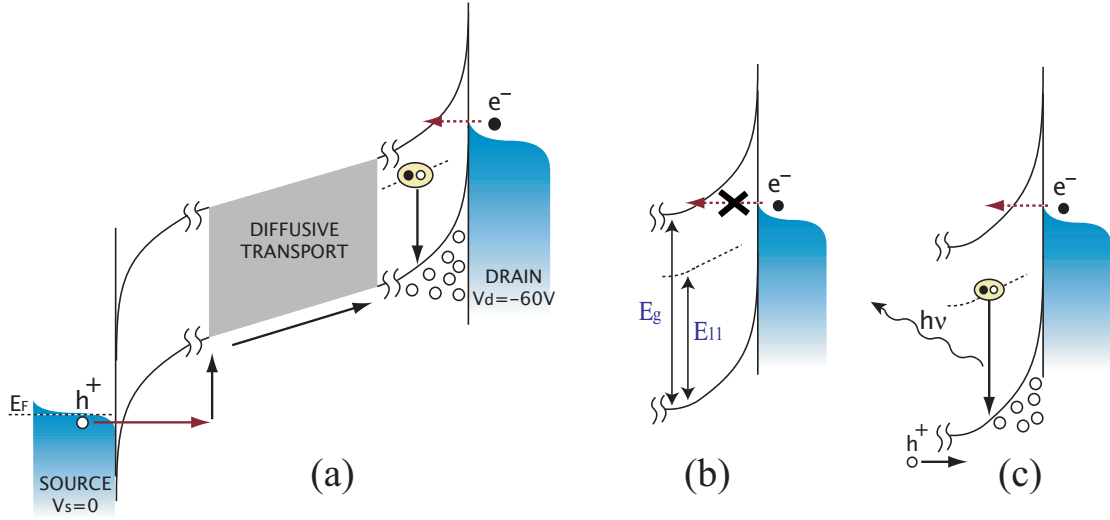 e⁻
DIFFUSIVE
TRANSPORT
DRAIN
Vd=-60V
EF
h⁺
SOURCE
Vs=0
(a)
e⁻
Eg
E11
(b)
e⁻
hν
h⁺
(c)